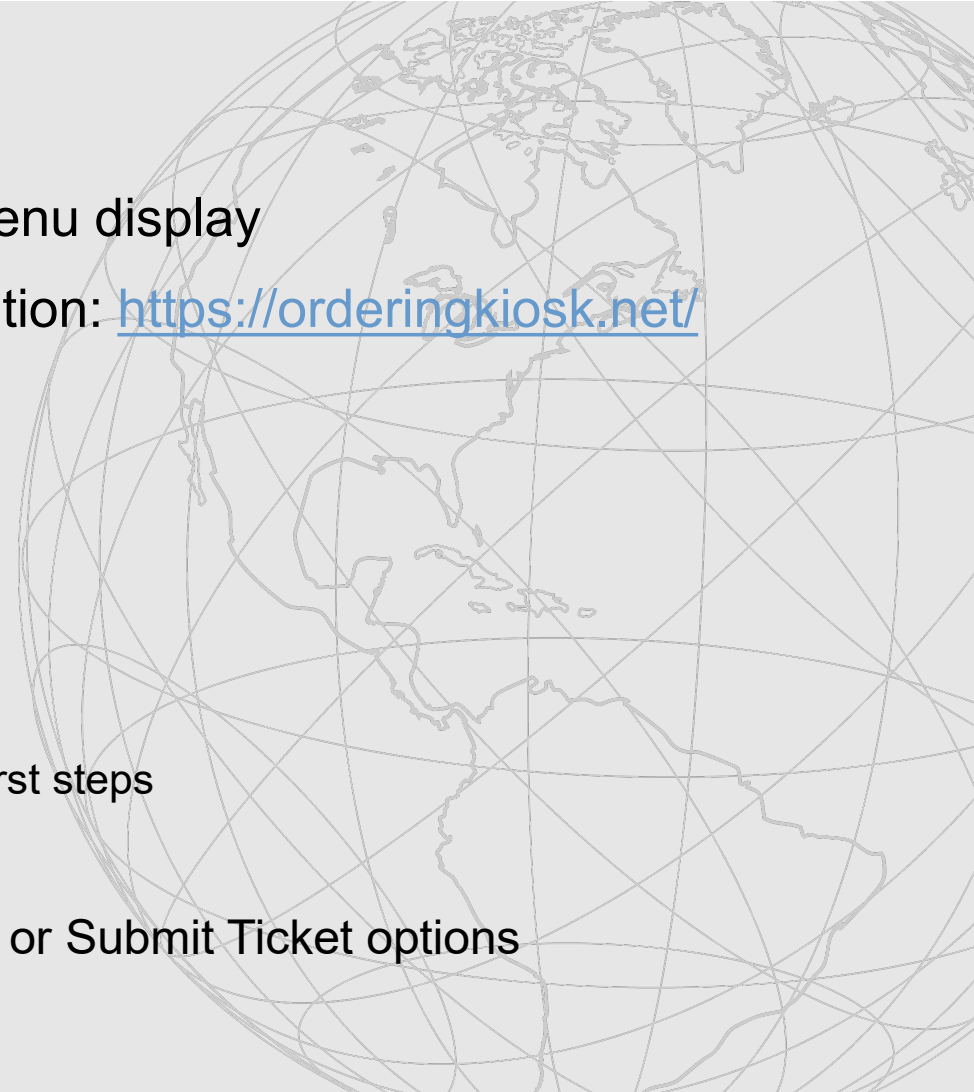 enu display
tion: https://orderingkiosk.net/
rst steps
or Submit Ticket options